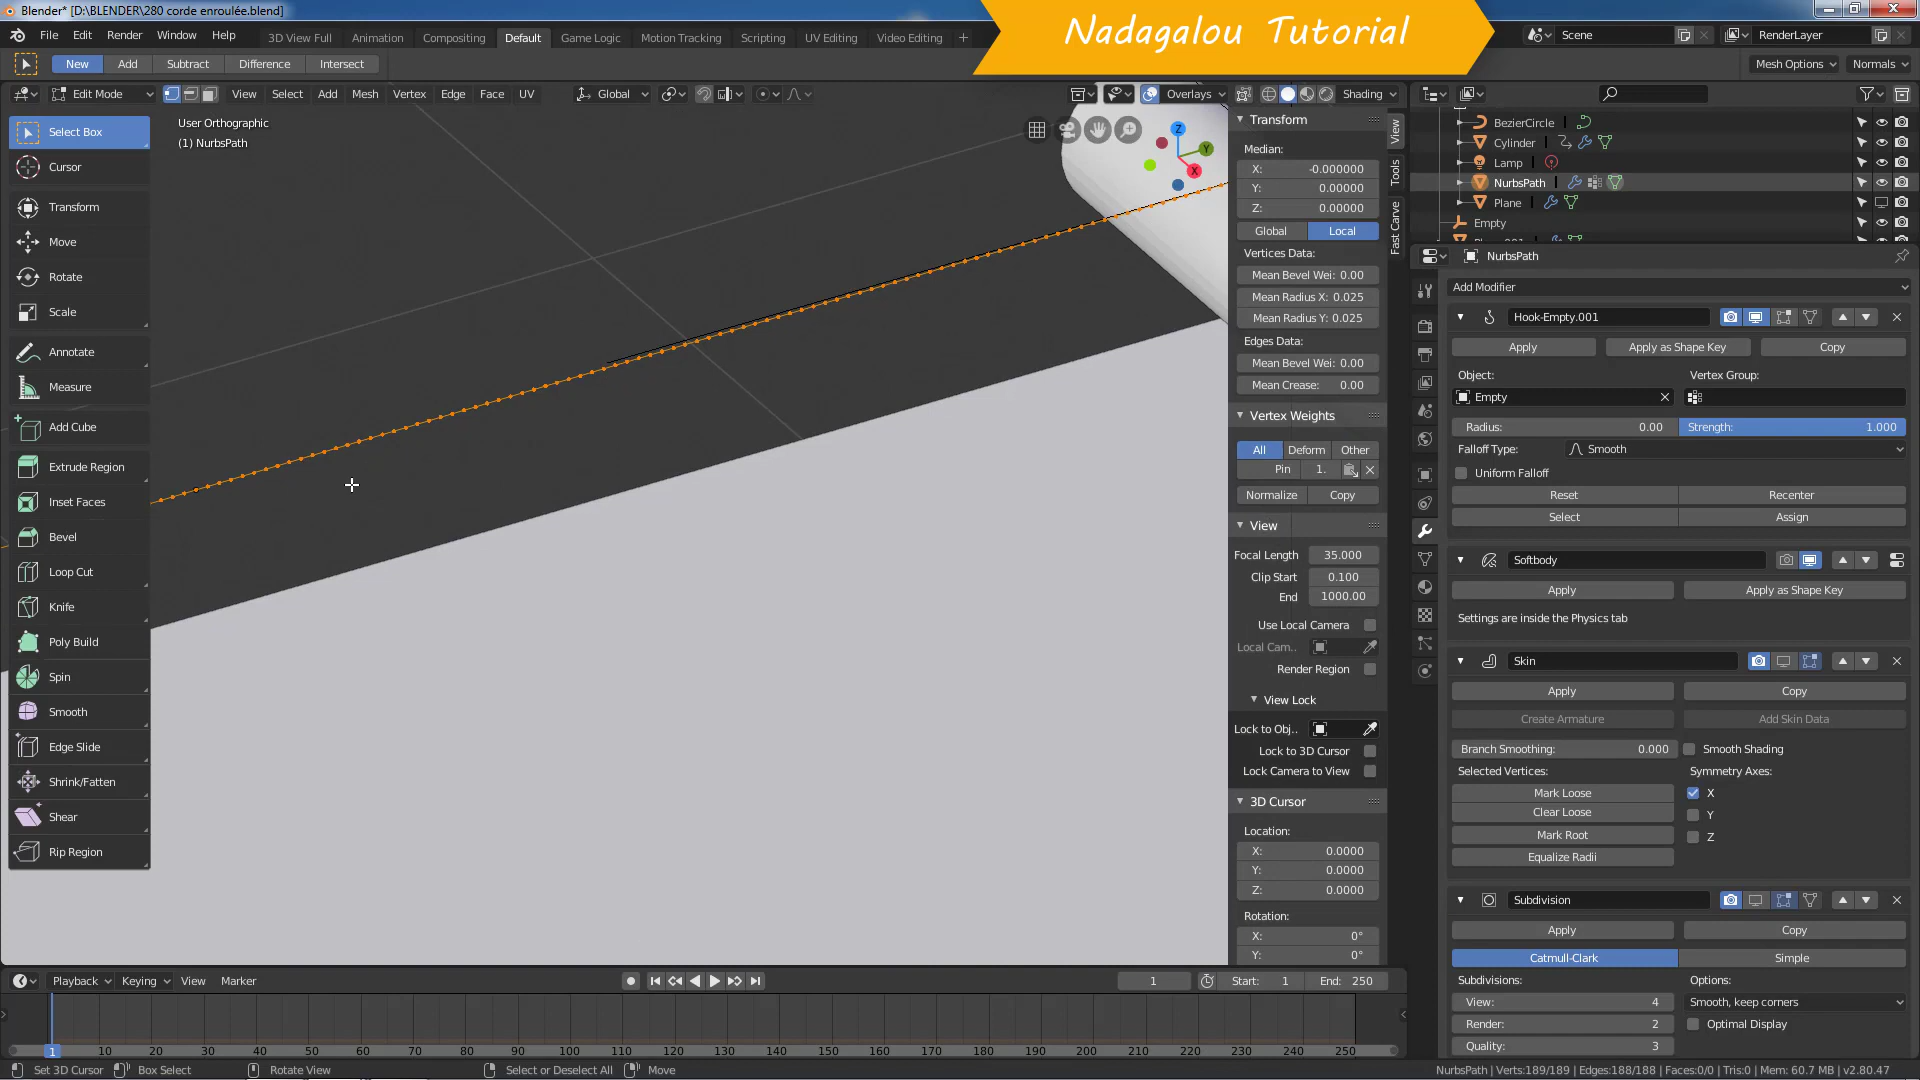 Blender* [D:\BLENDER\280 corde enroulée.blend]
Nadagalou Tutorial
File Edit Render Window Help
3D View Full Animation Compositing Default Game Logic Motion Tracking Scripting UV Editing Video Editing
Scene
RenderLayer
New Add Subtract Difference Intersect
Mesh Options Normals
Edit Mode View Select Add Mesh Vertex Edge Face UV
Global
Overlays
Shading
User Orthographic
(1) NurbsPath
Select Box
Cursor
Transform
Move
Rotate
Scale
Annotate
Measure
Add Cube
Extrude Region
Inset Faces
Bevel
Loop Cut
Knife
Poly Build
Spin
Smooth
Edge Slide
Shrink/Fatten
Shear
Rip Region
Z
Y
X
Transform
Median:
X: -0.000000
Y: 0.00000
Z: 0.00000
Global Local
Vertices Data:
Mean Bevel Wei: 0.00
Mean Radius X: 0.025
Mean Radius Y: 0.025
Edges Data:
Mean Bevel Wei: 0.00
Mean Crease: 0.00
Vertex Weights
All Deform Other
Pin 1.
Normalize Copy
View
Focal Length 35.000
Clip Start 0.100
End 1000.00
Use Local Camera
Local Cam..
Render Region
View Lock
Lock to Obj..
Lock to 3D Cursor
Lock Camera to View
3D Cursor
Location:
X: 0.0000
Y: 0.0000
Z: 0.0000
Rotation:
X: 0°
Y: 0°
View
Tools
Fast Carve
BezierCircle
Cylinder
Lamp
NurbsPath
Plane
Empty
NurbsPath
Add Modifier
Hook-Empty.001
Apply Apply as Shape Key Copy
Object: Vertex Group:
Empty
Radius: 0.00 Strength: 1.000
Falloff Type: Smooth
Uniform Falloff
Reset Recenter
Select Assign
Softbody
Apply Apply as Shape Key
Settings are inside the Physics tab
Skin
Apply Copy
Create Armature Add Skin Data
Branch Smoothing: 0.000 Smooth Shading
Selected Vertices: Symmetry Axes:
Mark Loose X
Clear Loose Y
Mark Root Z
Equalize Radii
Subdivision
Apply Copy
Catmull-Clark Simple
Subdivisions: Options:
View: 4 Smooth, keep corners
Render: 2 Optimal Display
Quality: 3
Playback Keying View Marker
1
Start: 1 End: 250
1 10 20 30 40 50 60 70 80 90 100 110 120 130 140 150 160 170 180 190 200 210 220 230 240 250
Set 3D Cursor Box Select Rotate View Select or Deselect All Move
NurbsPath | Verts:189/189 | Edges:188/188 | Faces:0/0 | Tris:0 | Mem: 60.7 MB | v2.80.47